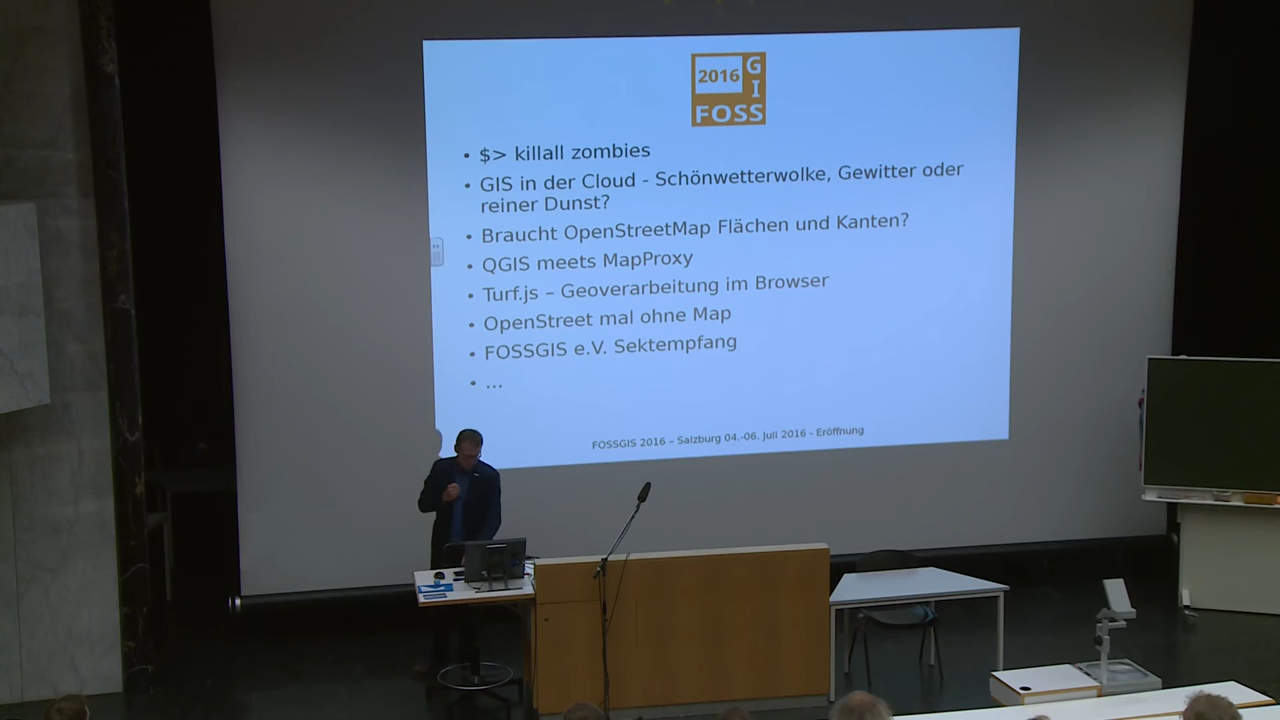 2016
GIS
FOSS
• $> killall zombies
• GIS in der Cloud - Schönwetterwolke, Gewitter oder
reiner Dunst?
• Braucht OpenStreetMap Flächen und Kanten?
• QGIS meets MapProxy
• Turf.js – Geoverarbeitung im Browser
• OpenStreet mal ohne Map
• FOSSGIS e.V. Sektempfang
• ...
FOSSGIS 2016 – Salzburg 04.-06. Juli 2016 - Eröffnung